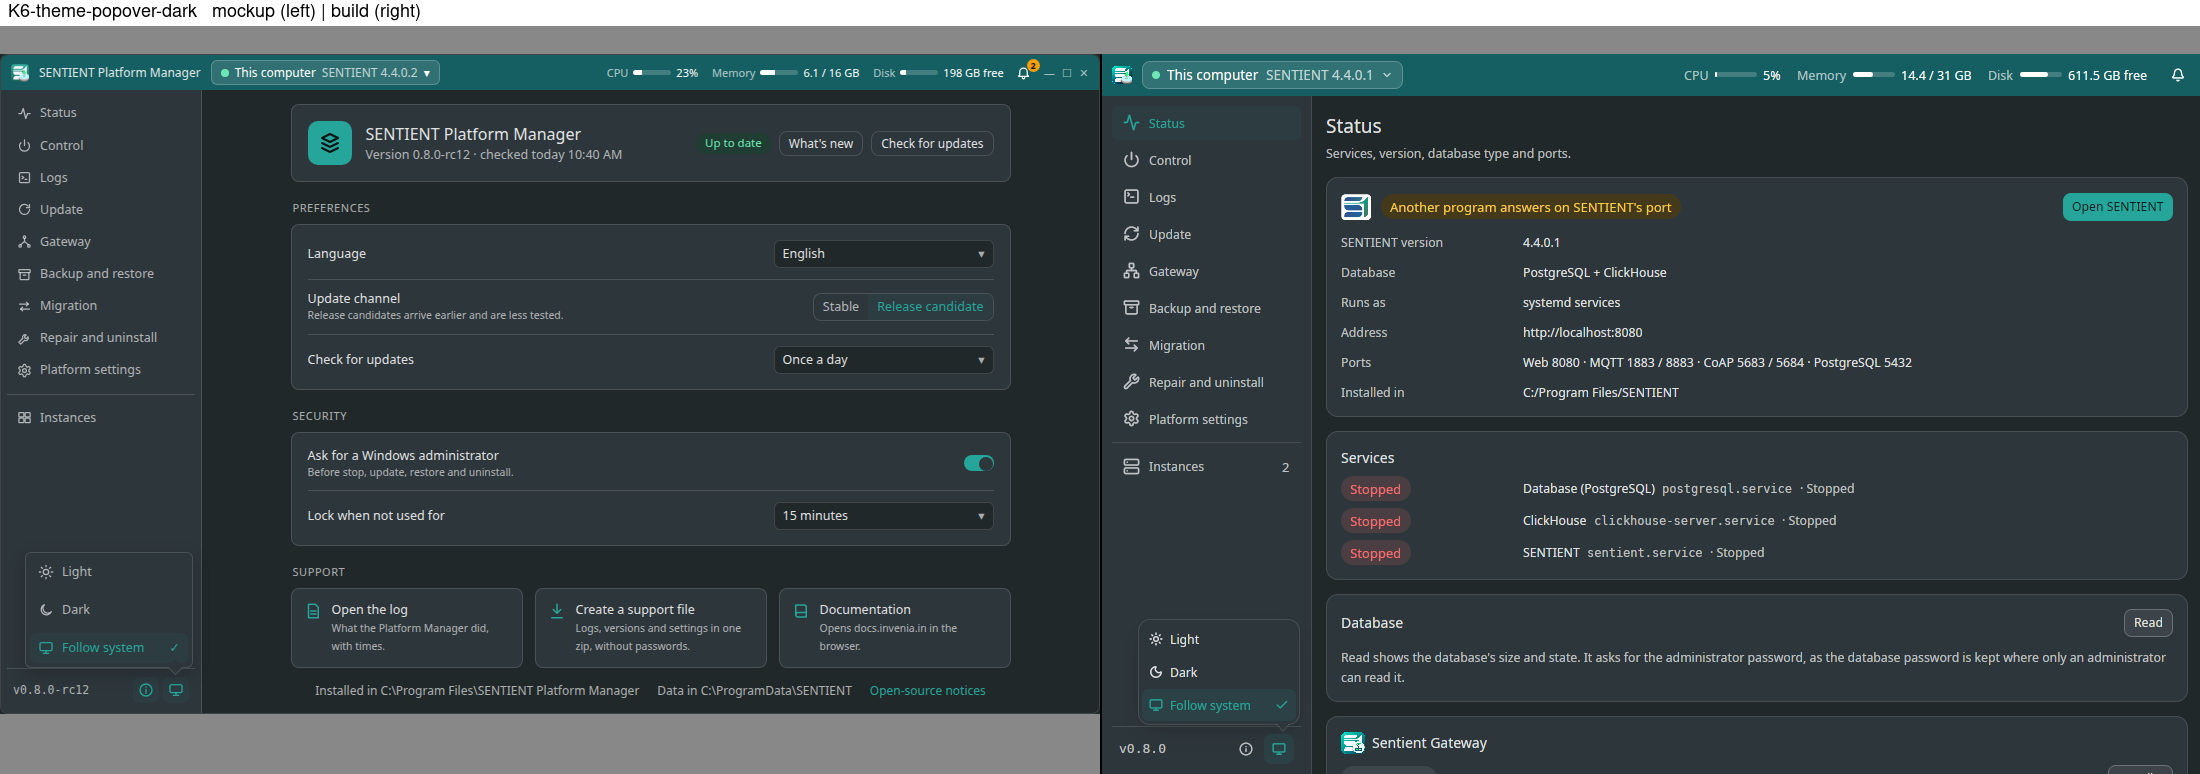 K6-theme-popover-dark   mockup (left) | build (right)
SENTIENT Platform Manager
This computer SENTIENT 4.4.0.2
CPU 23% Memory 6.1 / 16 GB Disk 198 GB free 2
Status
Control
Logs
Update
Gateway
Backup and restore
Migration
Repair and uninstall
Platform settings
Instances
Light
Dark
Follow system
v0.8.0-rc12
SENTIENT Platform Manager
Version 0.8.0-rc12 · checked today 10:40 AM
Up to date
What's new
Check for updates
PREFERENCES
Language
English
Update channel
Release candidates arrive earlier and are less tested.
Stable
Release candidate
Check for updates
Once a day
SECURITY
Ask for a Windows administrator
Before stop, update, restore and uninstall.
Lock when not used for
15 minutes
SUPPORT
Open the log
What the Platform Manager did,
with times.
Create a support file
Logs, versions and settings in one
zip, without passwords.
Documentation
Opens docs.invenia.in in the
browser.
Installed in C:\Program Files\SENTIENT Platform Manager
Data in C:\ProgramData\SENTIENT
Open-source notices
This computer SENTIENT 4.4.0.1
CPU 5% Memory 14.4 / 31 GB Disk 611.5 GB free
Status
Control
Logs
Update
Gateway
Backup and restore
Migration
Repair and uninstall
Platform settings
Instances 2
Light
Dark
Follow system
v0.8.0
Status
Services, version, database type and ports.
Another program answers on SENTIENT's port
Open SENTIENT
SENTIENT version 4.4.0.1
Database PostgreSQL + ClickHouse
Runs as systemd services
Address http://localhost:8080
Ports Web 8080 · MQTT 1883 / 8883 · CoAP 5683 / 5684 · PostgreSQL 5432
Installed in C:/Program Files/SENTIENT
Services
Stopped Database (PostgreSQL) postgresql.service · Stopped
Stopped ClickHouse clickhouse-server.service · Stopped
Stopped SENTIENT sentient.service · Stopped
Database
Read
Read shows the database's size and state. It asks for the administrator password, as the database password is kept where only an administrator
can read it.
Sentient Gateway